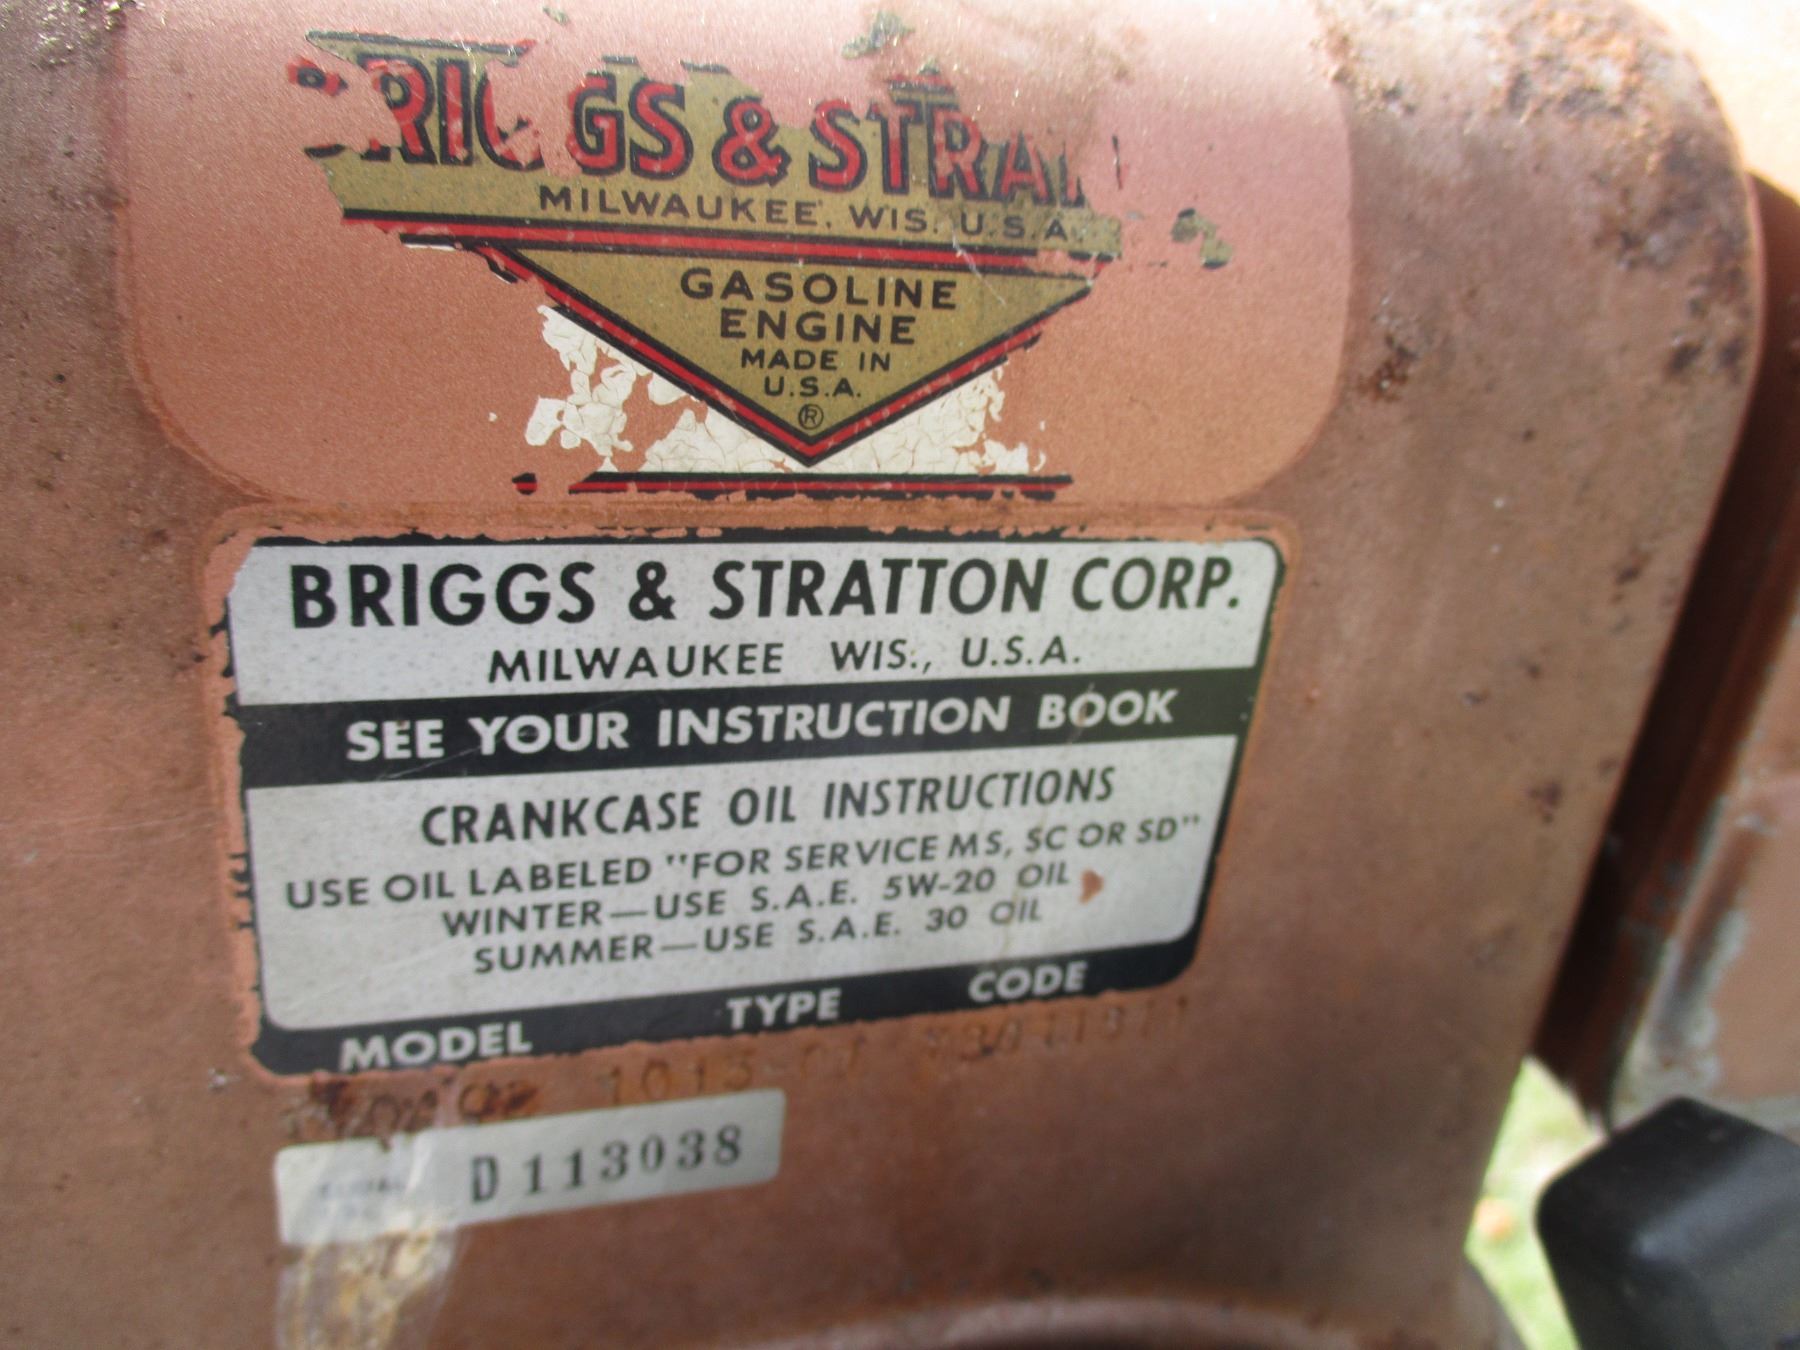 BRIGGS & STRA
MILWAUKEE, WIS. U.S.A.
GASOLINE
ENGINE
MADE IN
U.S.A.
®
BRIGGS & STRATTON CORP.
MILWAUKEE WIS., U.S.A.
SEE YOUR INSTRUCTION BOOK
CRANKCASE OIL INSTRUCTIONS
USE OIL LABELED "FOR SERVICE MS, SC OR SD"
WINTER—USE S.A.E. 5W-20 OIL
SUMMER—USE S.A.E. 30 OIL
MODEL TYPE CODE
D113038